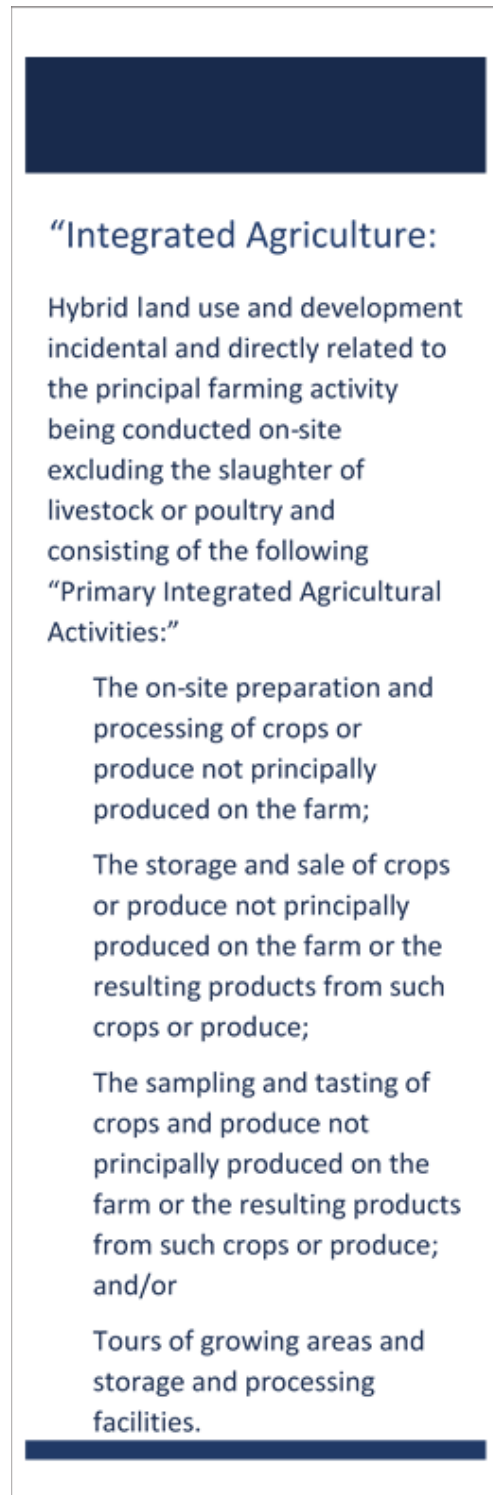 “Integrated Agriculture:
Hybrid land use and development
incidental and directly related to
the principal farming activity
being conducted on-site
excluding the slaughter of
livestock or poultry and
consisting of the following
“Primary Integrated Agricultural
Activities:”
The on-site preparation and
processing of crops or
produce not principally
produced on the farm;
The storage and sale of crops
or produce not principally
produced on the farm or the
resulting products from such
crops or produce;
The sampling and tasting of
crops and produce not
principally produced on the
farm or the resulting products
from such crops or produce;
and/or
Tours of growing areas and
storage and processing
facilities.